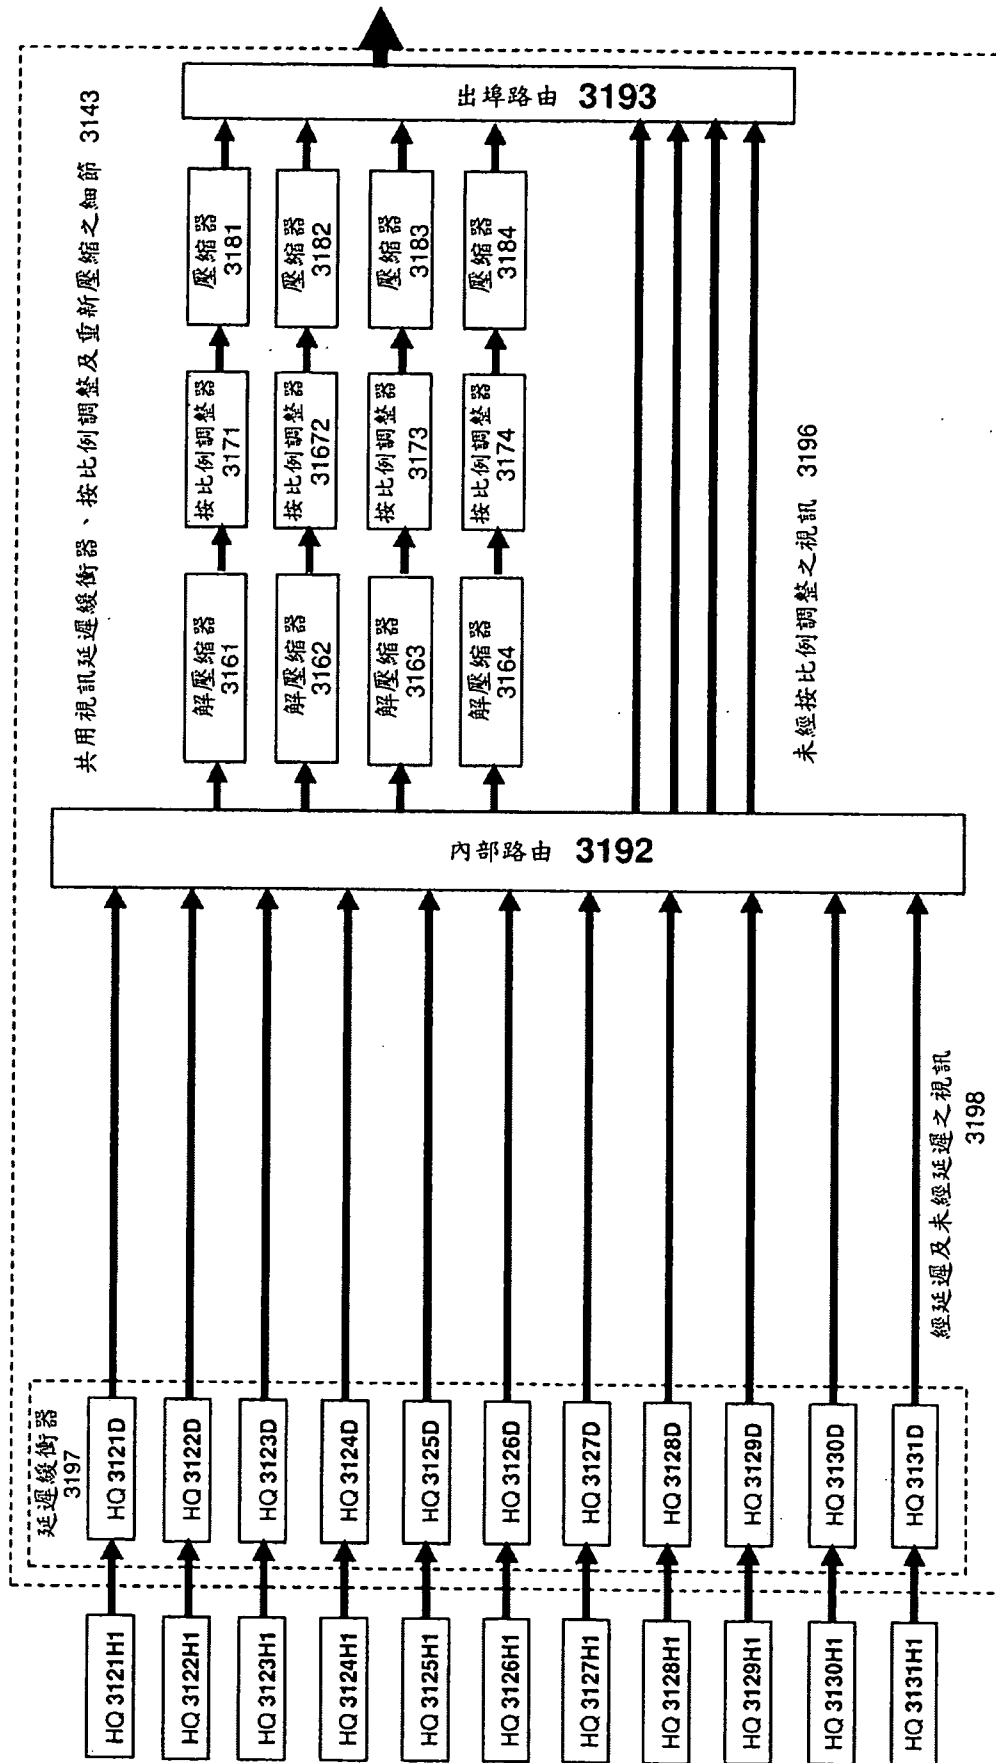 共用視訊延遲緩衝器、按比例調整及重新壓縮之細節 3143
延遲緩衝器
3197
HQ 3121H1
HQ 3121D
HQ 3122H1
HQ 3122D
HQ 3123H1
HQ 3123D
HQ 3124H1
HQ 3124D
HQ 3125H1
HQ 3125D
HQ 3126H1
HQ 3126D
HQ 3127H1
HQ 3127D
HQ 3128H1
HQ 3128D
HQ 3129H1
HQ 3129D
HQ 3130H1
HQ 3130D
HQ 3131H1
HQ 3131D
經延遲及未經延遲之視訊
3198
內部路由 3192
解壓縮器
3161
按比例調整器
3171
壓縮器
3181
解壓縮器
3162
按比例調整器
31672
壓縮器
3182
解壓縮器
3163
按比例調整器
3173
壓縮器
3183
解壓縮器
3164
按比例調整器
3174
壓縮器
3184
未經按比例調整之視訊 3196
出埠路由 3193